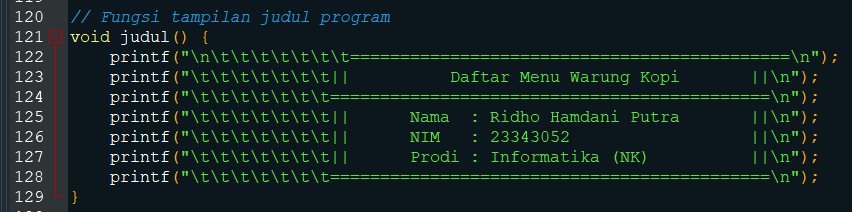 120 // Fungsi tampilan judul program
121 void judul() {
122     printf("\n\t\t\t\t\t\t\t============================================\n");
123     printf("\t\t\t\t\t\t\t||          Daftar Menu Warung Kopi       ||\n");
124     printf("\t\t\t\t\t\t\t============================================\n");
125     printf("\t\t\t\t\t\t\t||      Nama  : Ridho Hamdani Putra       ||\n");
126     printf("\t\t\t\t\t\t\t||      NIM   : 23343052                  ||\n");
127     printf("\t\t\t\t\t\t\t||      Prodi : Informatika (NK)          ||\n");
128     printf("\t\t\t\t\t\t\t============================================\n");
129 }